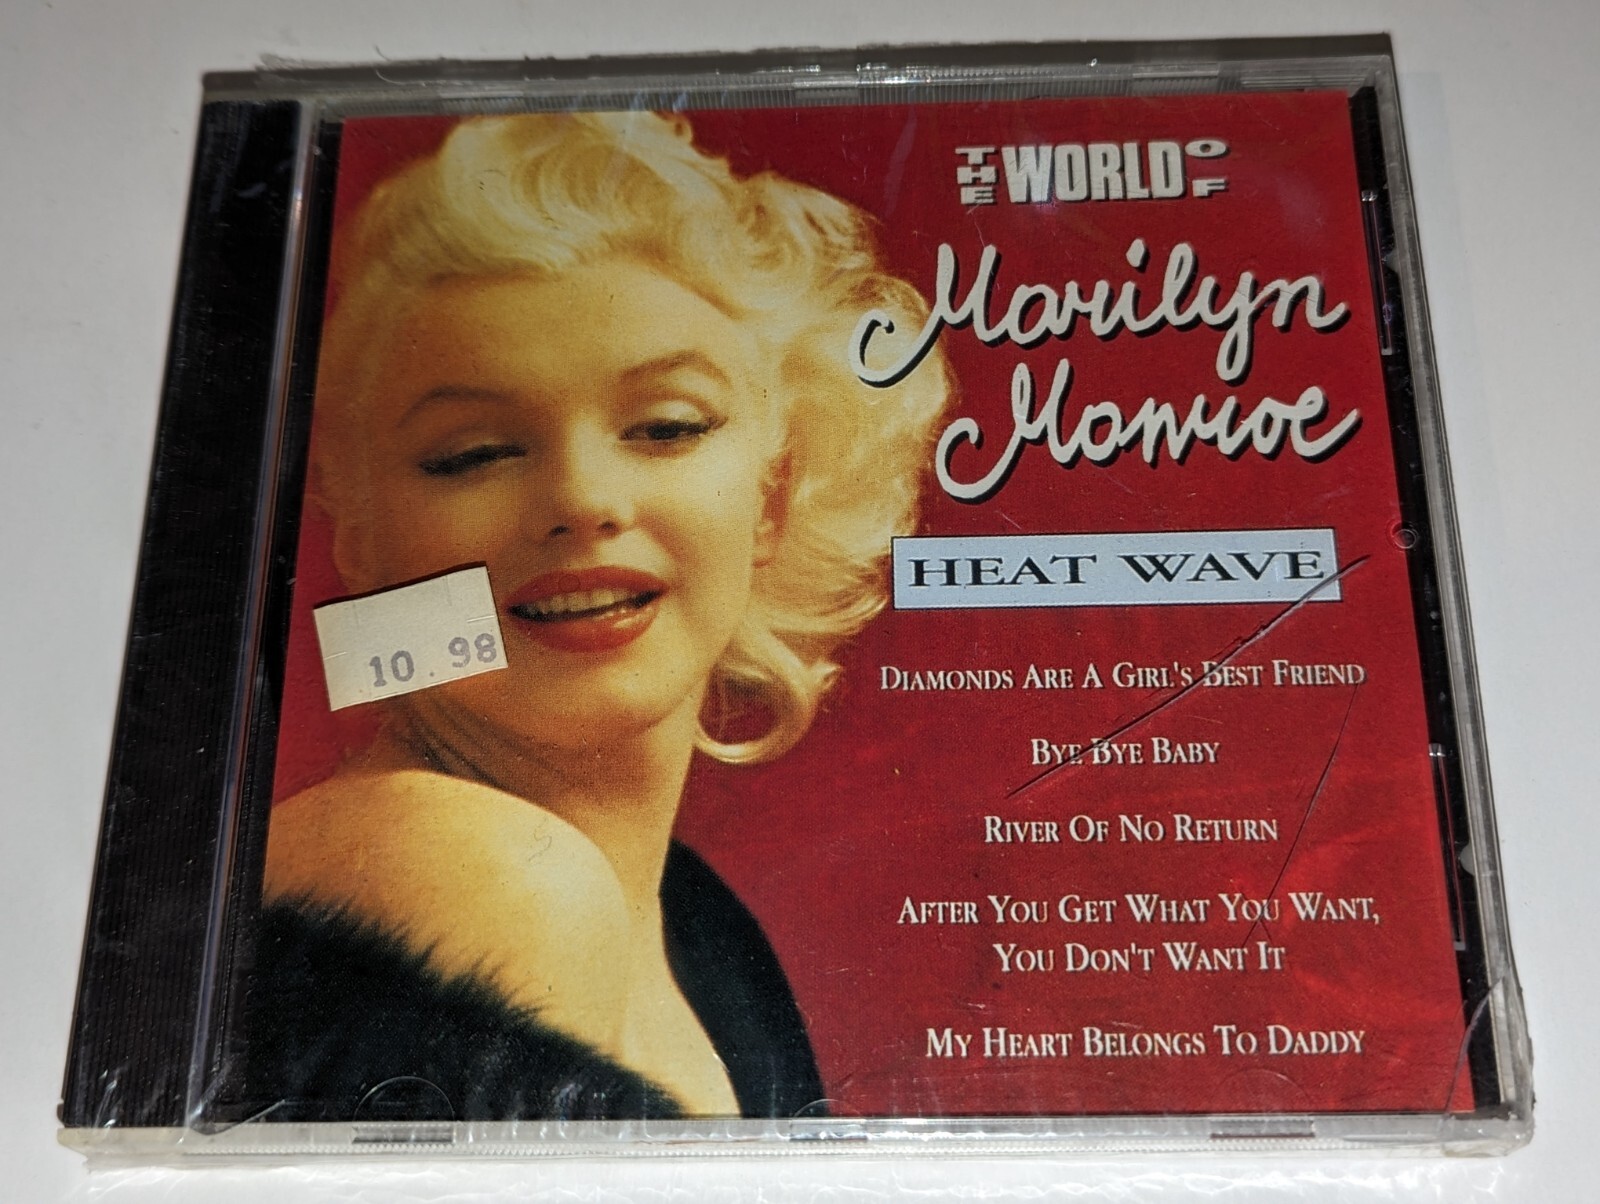 THE WORLD OF
Marilyn
Monroe
HEAT WAVE
DIAMONDS ARE A GIRL'S BEST FRIEND
BYE BYE BABY
RIVER OF NO RETURN
AFTER YOU GET WHAT YOU WANT,
YOU DON'T WANT IT
MY HEART BELONGS TO DADDY
10.98